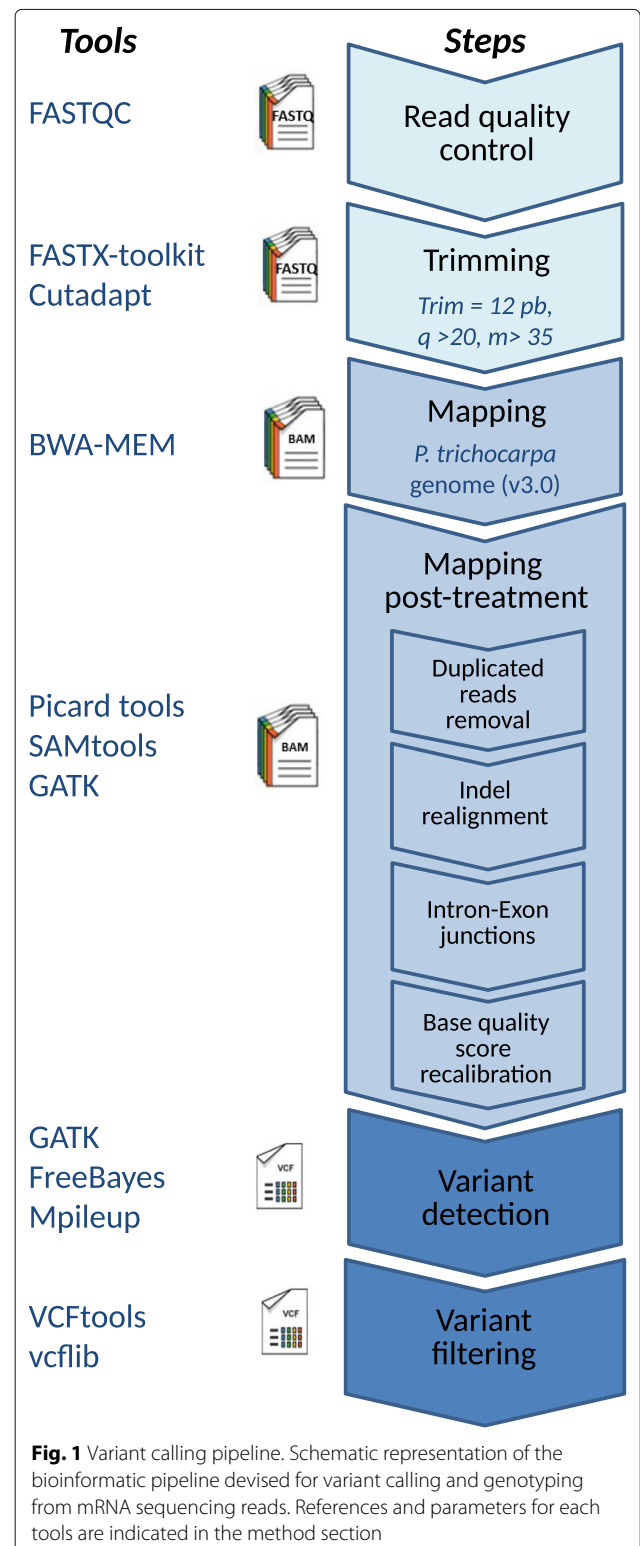 Tools
Steps
FASTQC
FASTQ
Read quality
control
FASTX-toolkit
Cutadapt
FASTQ
Trimming
Trim = 12 pb,
q >20, m> 35
BWA-MEM
BAM
Mapping
P. trichocarpa
genome (v3.0)
Mapping
post-treatment
Picard tools
SAMtools
GATK
BAM
Duplicated
reads
removal
Indel
realignment
Intron-Exon
junctions
Base quality
score
recalibration
GATK
FreeBayes
Mpileup
VCF
Variant
detection
VCFtools
vcflib
VCF
Variant
filtering
Fig. 1 Variant calling pipeline. Schematic representation of the
bioinformatic pipeline devised for variant calling and genotyping
from mRNA sequencing reads. References and parameters for each
tools are indicated in the method section